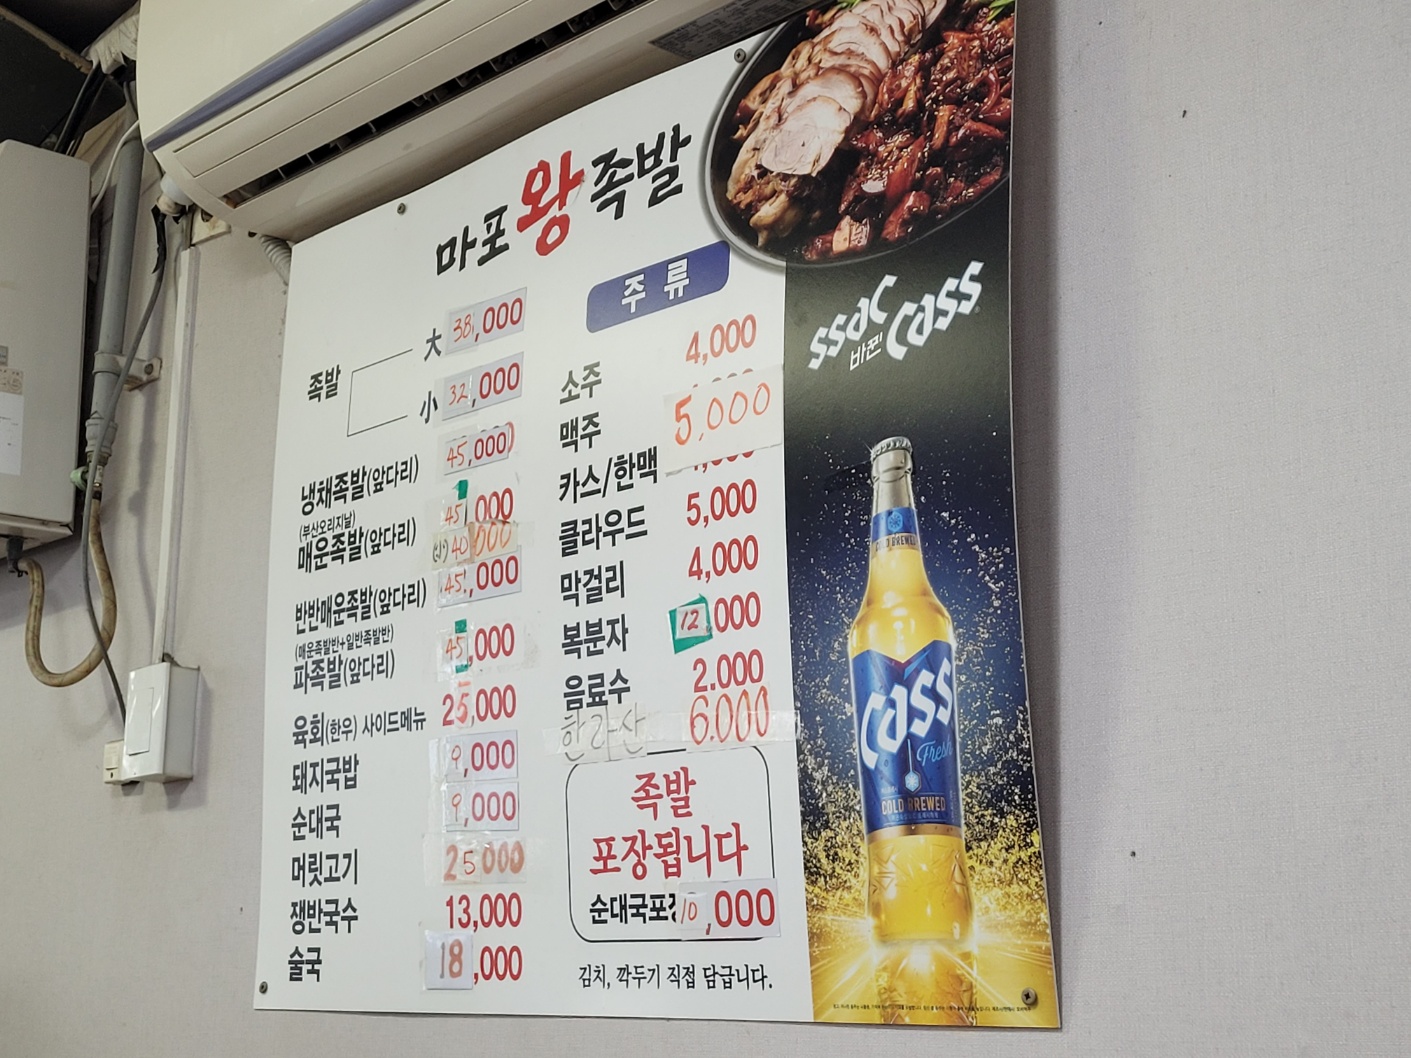 마포왕족발
족발 大 38,000
小 32,000
냉채족발(앞다리) 45,000
(부산오리지날)
매운족발(앞다리) 45,000
(小) 40,000
반반매운족발(앞다리) 45,000
(매운족발반+일반족발반)
파족발(앞다리) 45,000
육회(한우) 사이드메뉴 25,000
돼지국밥 9,000
순대국 9,000
머릿고기 25000
쟁반국수 13,000
술국 18,000
주류
소주 4,000
맥주 5,000
카스/한맥
클라우드 5,000
막걸리 4,000
복분자 12,000
음료수 2.000
한라산 6.000
족발
포장됩니다
순대국포장 10,000
김치, 깍두기 직접 담급니다.
ssac
바뀐
Cass
COLD BREWED
Cass
Fresh
COLD BREWED